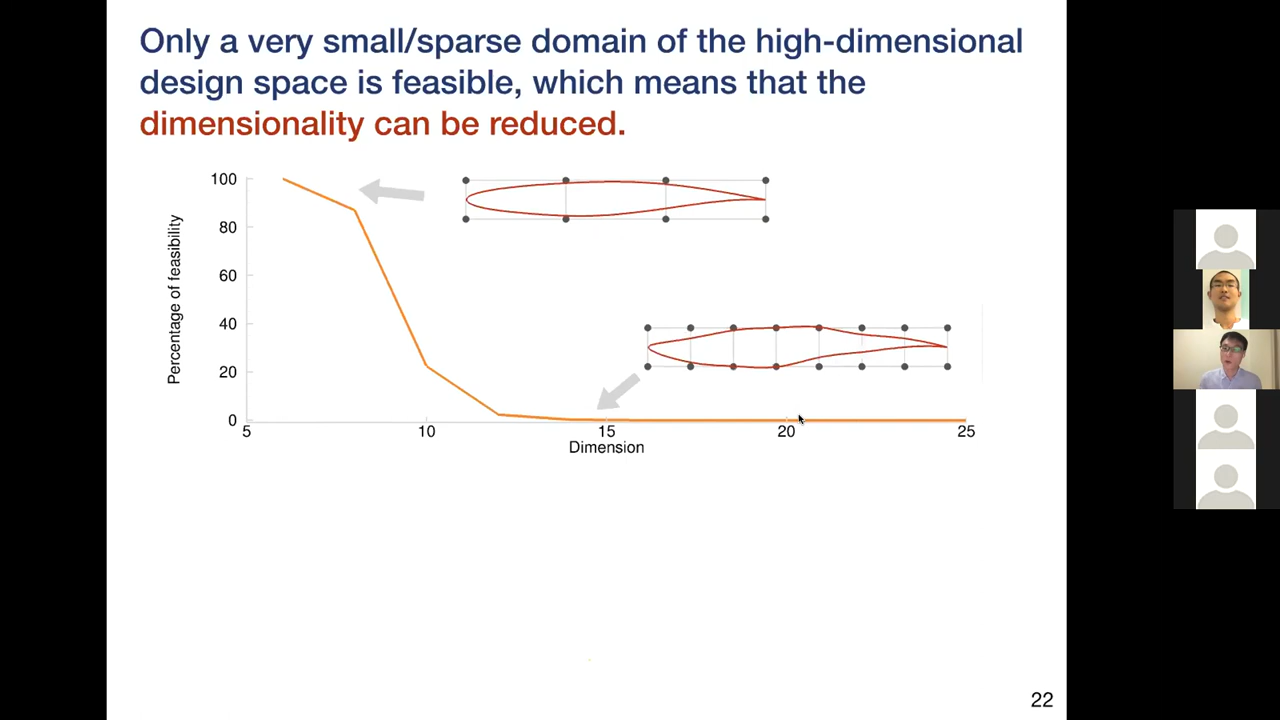 Only a very small/sparse domain of the high-dimensional
design space is feasible, which means that the
dimensionality can be reduced.
Percentage of feasibility
100
80
60
40
20
0
5 10 15 20 25
Dimension
22